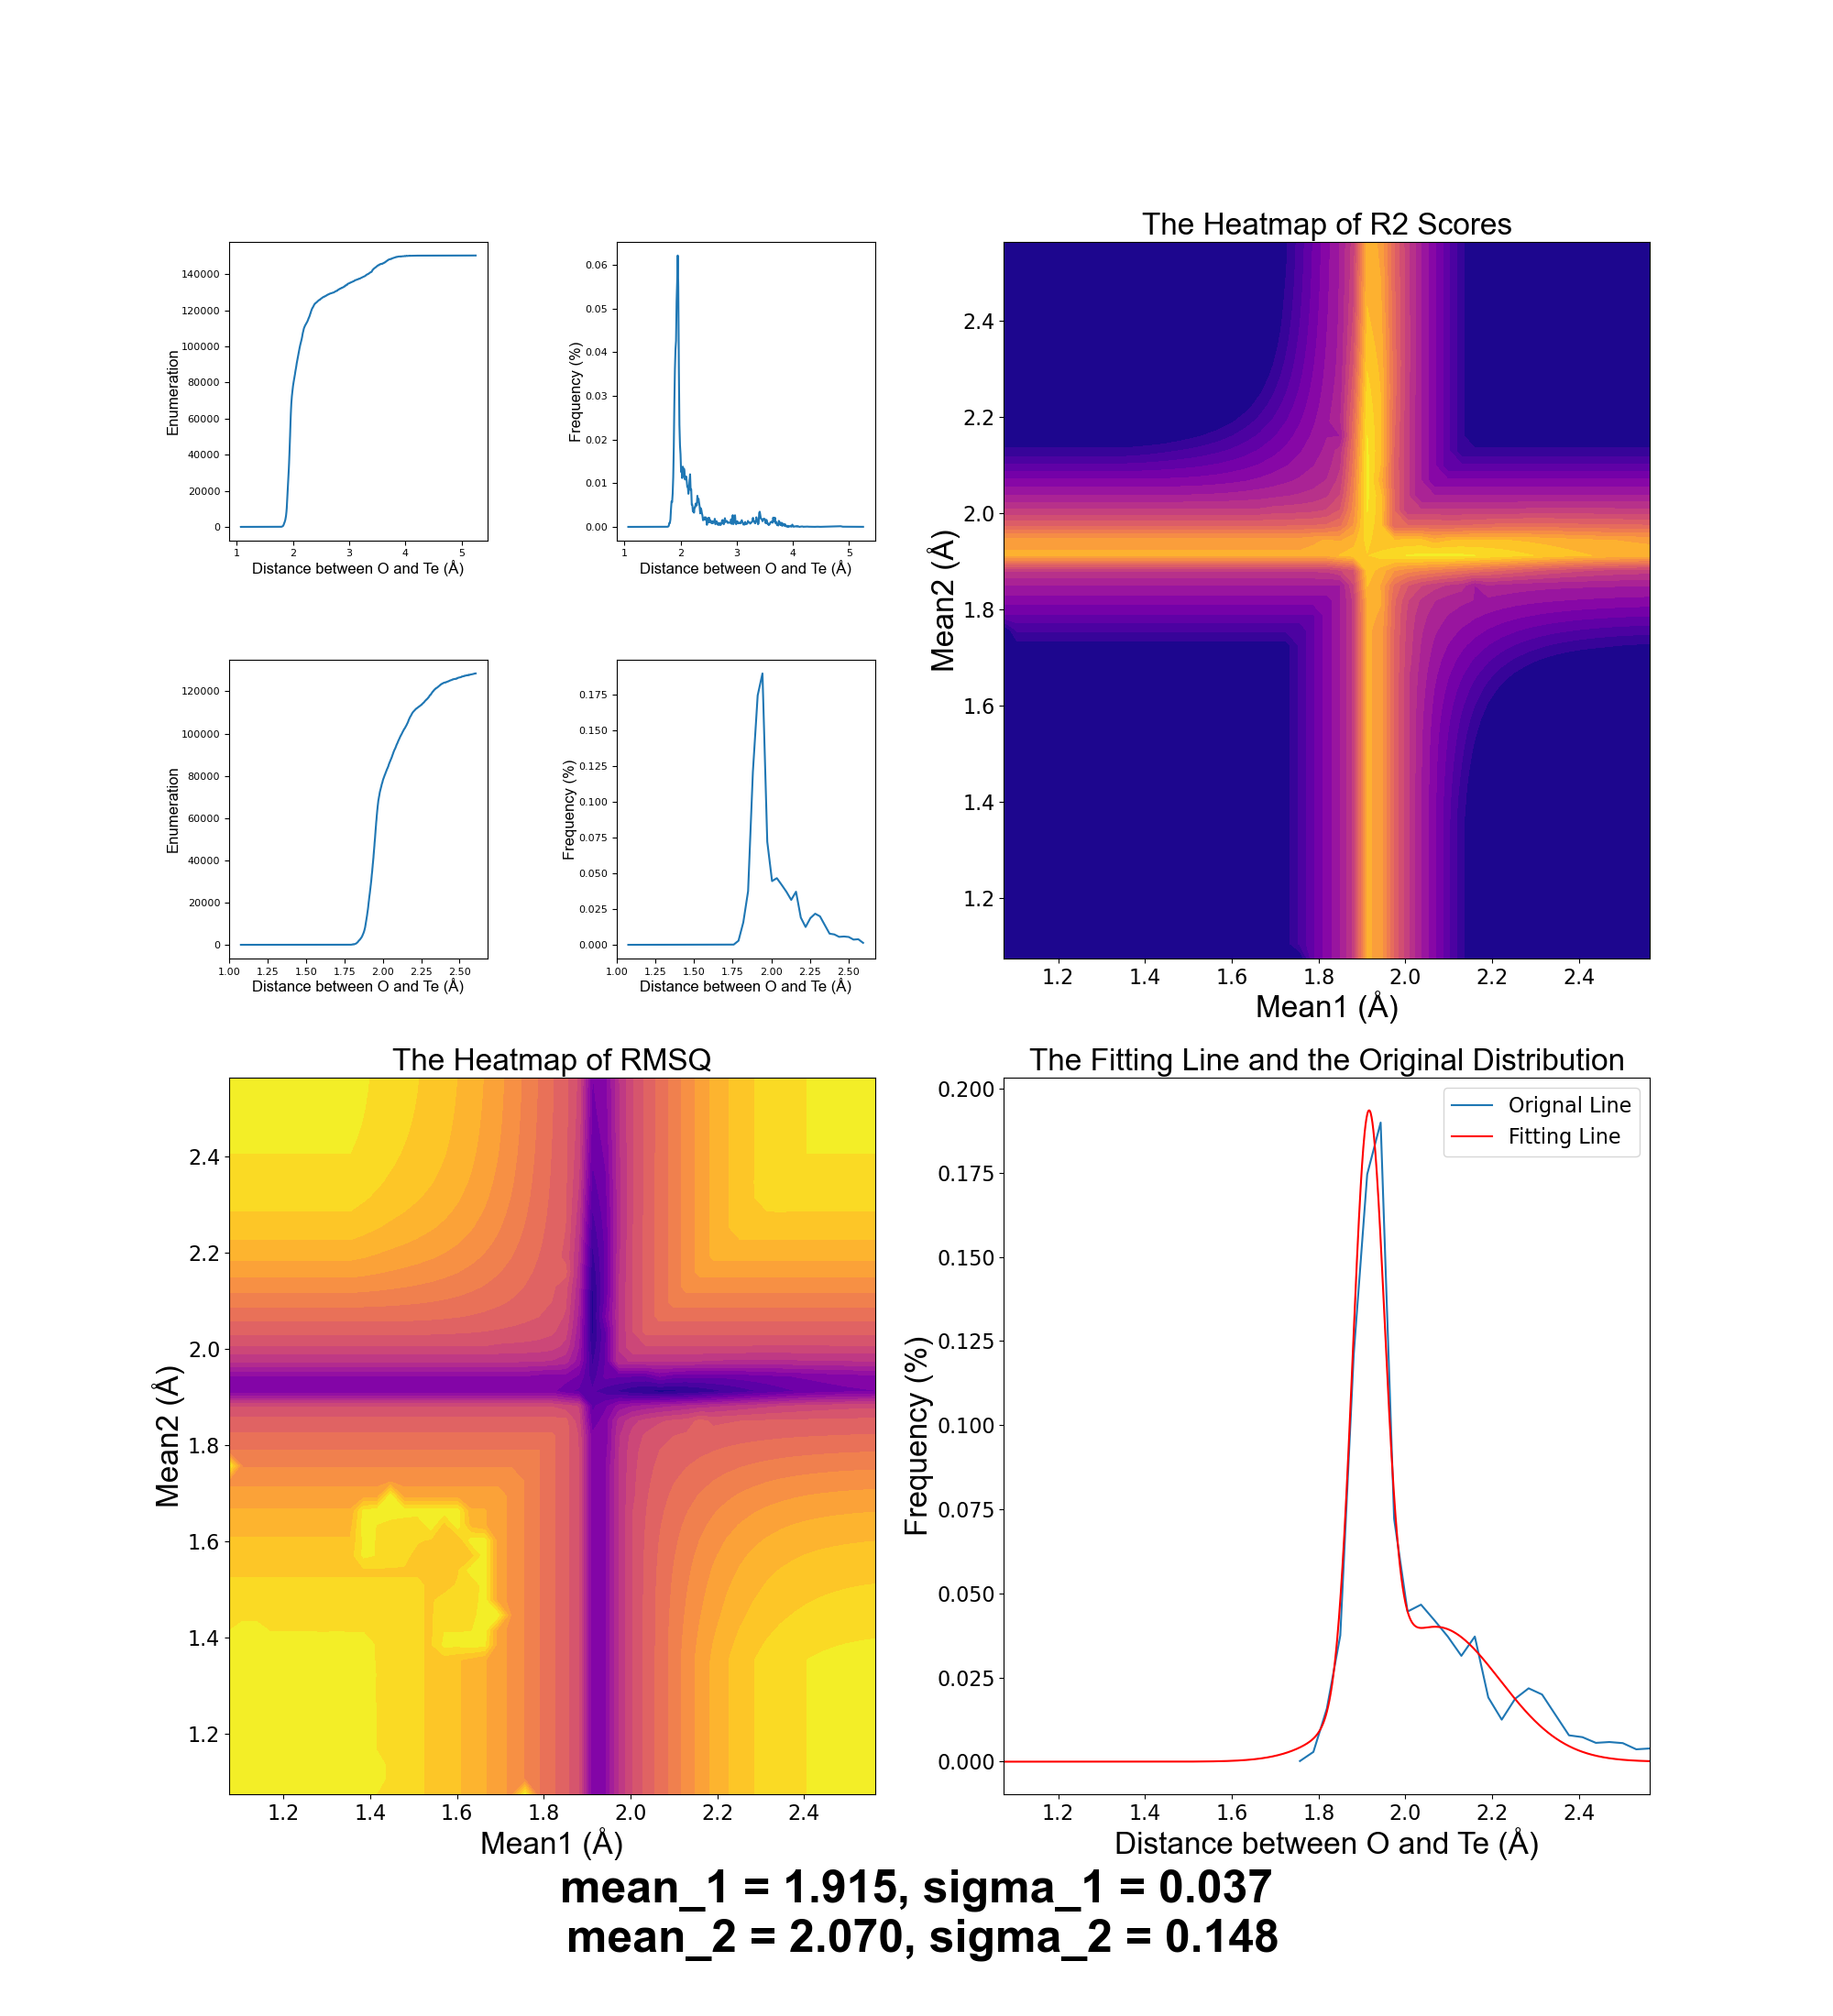 140000
120000
100000
80000
60000
40000
20000
0
Enumeration
1 2 3 4 5
Distance between O and Te (Å)
0.06
0.05
0.04
0.03
0.02
0.01
0.00
Frequency (%)
1 2 3 4 5
Distance between O and Te (Å)
The Heatmap of R2 Scores
2.4
2.2
2.0
1.8
1.6
1.4
1.2
Mean2 (Å)
1.2 1.4 1.6 1.8 2.0 2.2 2.4
Mean1 (Å)
120000
100000
80000
60000
40000
20000
0
Enumeration
1.00 1.25 1.50 1.75 2.00 2.25 2.50
Distance between O and Te (Å)
0.175
0.150
0.125
0.100
0.075
0.050
0.025
0.000
Frequency (%)
1.00 1.25 1.50 1.75 2.00 2.25 2.50
Distance between O and Te (Å)
The Heatmap of RMSQ
2.4
2.2
2.0
1.8
1.6
1.4
1.2
Mean2 (Å)
1.2 1.4 1.6 1.8 2.0 2.2 2.4
Mean1 (Å)
The Fitting Line and the Original Distribution
Orignal Line
Fitting Line
0.200
0.175
0.150
0.125
0.100
0.075
0.050
0.025
0.000
Frequency (%)
1.2 1.4 1.6 1.8 2.0 2.2 2.4
Distance between O and Te (Å)
mean_1 = 1.915, sigma_1 = 0.037
mean_2 = 2.070, sigma_2 = 0.148